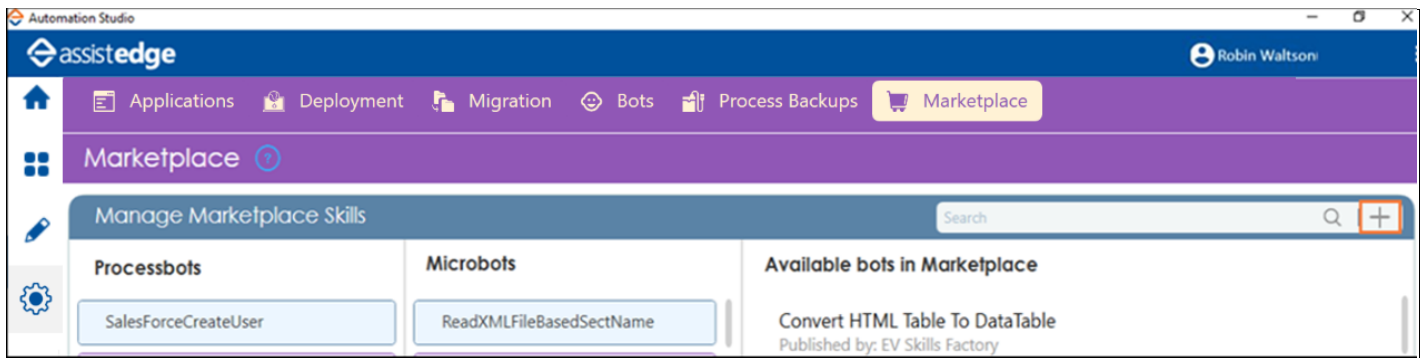 Automation Studio
assistedge
Robin Waltson
Applications Deployment Migration Bots Process Backups Marketplace
Marketplace ?
Manage Marketplace Skills
Search
Processbots
Microbots
Available bots in Marketplace
SalesForceCreateUser
ReadXMLFileBasedSectName
Convert HTML Table To DataTable
Published by: EV Skills Factory